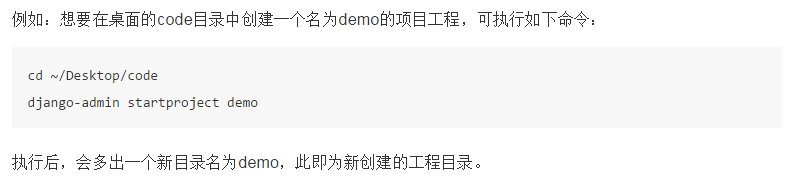 例如：想要在桌面的code目录中创建一个名为demo的项目工程，可执行如下命令：
cd ~/Desktop/code
django-admin startproject demo
执行后，会多出一个新目录名为demo，此即为新创建的工程目录。